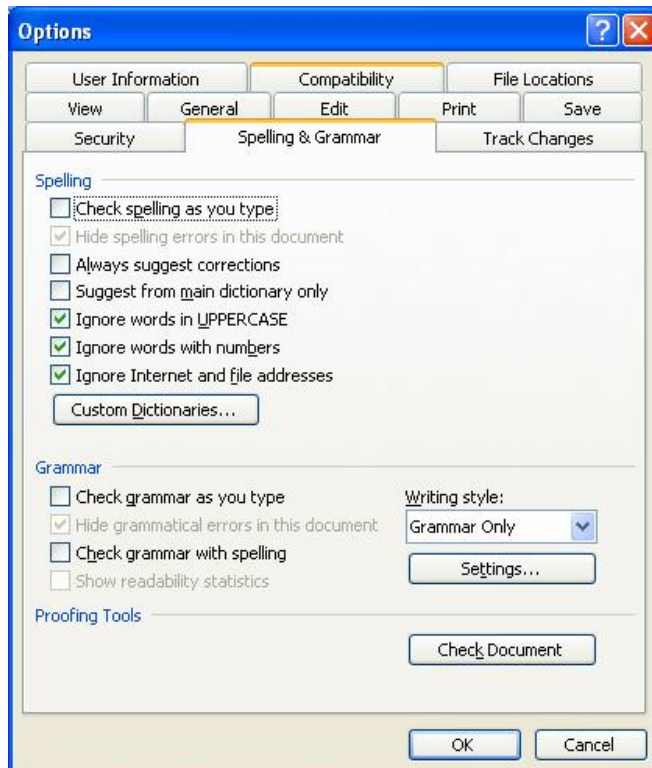 Options
User Information Compatibility File Locations
View General Edit Print Save
Security Spelling & Grammar Track Changes
Spelling
Check spelling as you type
Hide spelling errors in this document
Always suggest corrections
Suggest from main dictionary only
Ignore words in UPPERCASE
Ignore words with numbers
Ignore Internet and file addresses
Custom Dictionaries...
Grammar
Check grammar as you type Writing style:
Hide grammatical errors in this document Grammar Only
Check grammar with spelling Settings...
Show readability statistics
Proofing Tools
Check Document
OK Cancel